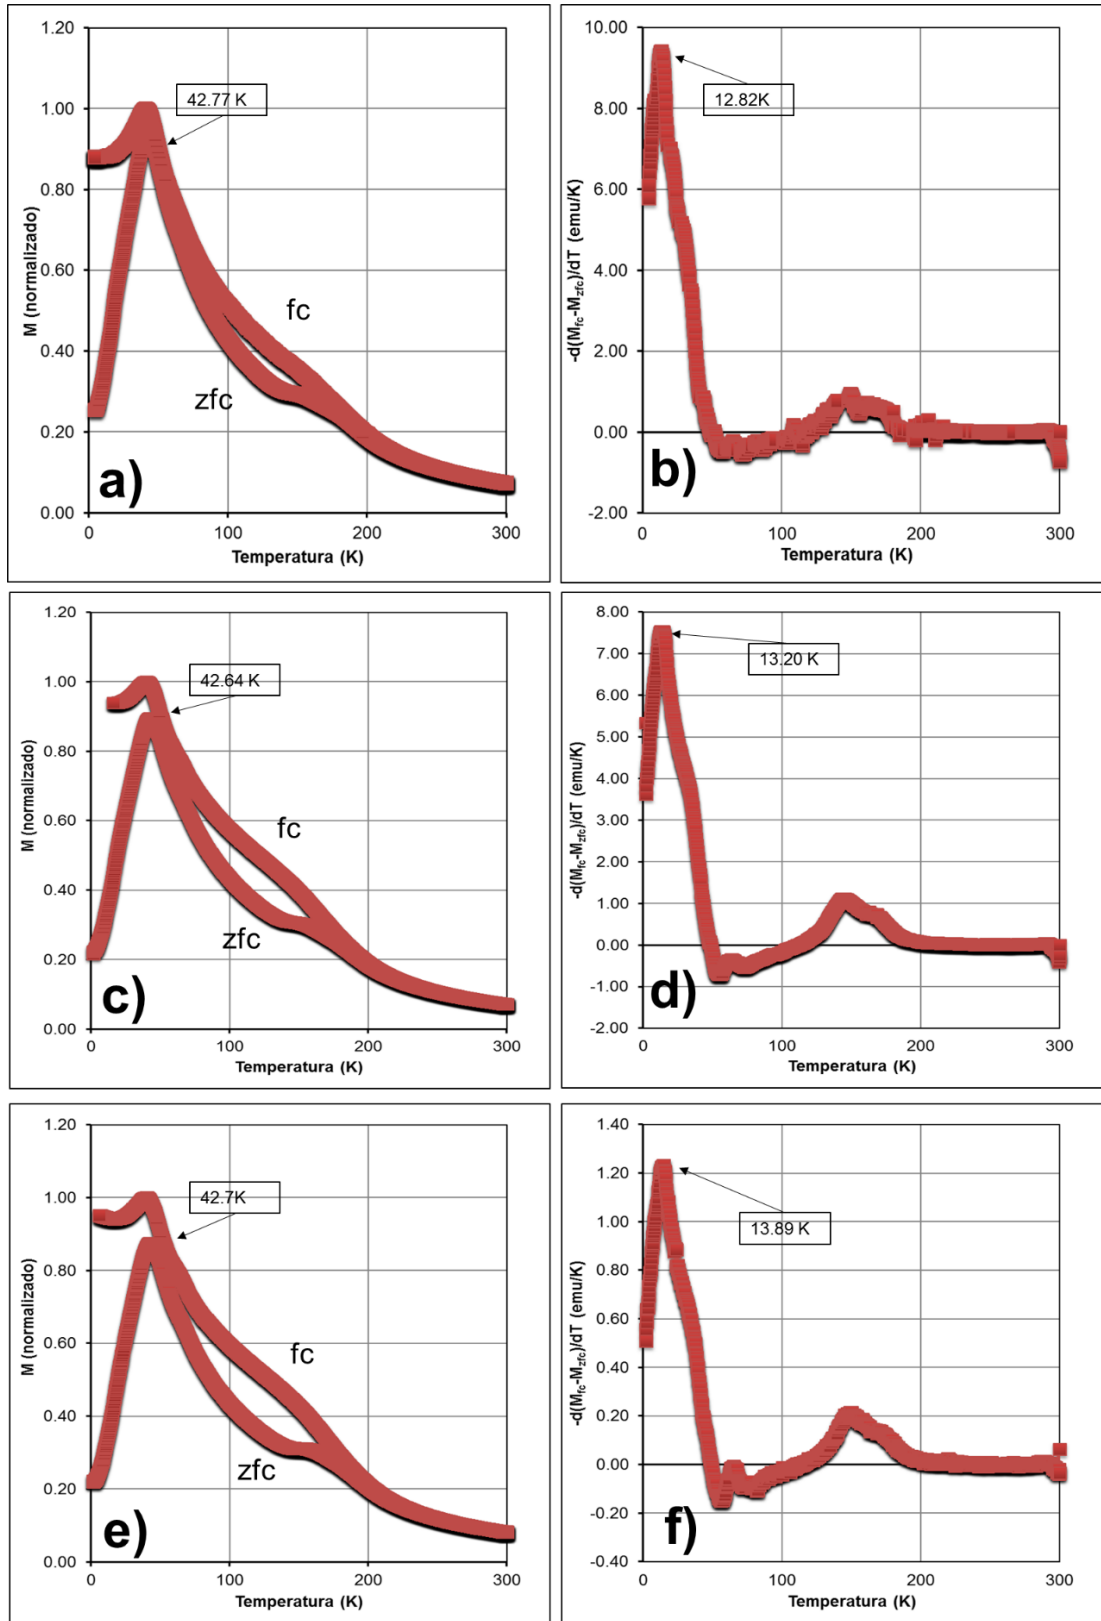 1.20
1.00
0.80
0.60
0.40
0.20
0.00
M (normalizado)
42.77 K
fc
zfc
a)
0
100
200
300
Temperatura (K)
10.00
8.00
6.00
4.00
2.00
0.00
-2.00
-d(Mfc-Mzfc)/dT (emu/K)
12.82K
b)
0
100
200
300
Temperatura (K)
1.20
1.00
0.80
0.60
0.40
0.20
0.00
M (normalizado)
42.64 K
fc
zfc
c)
0
100
200
300
Temperatura (K)
8.00
7.00
6.00
5.00
4.00
3.00
2.00
1.00
0.00
-1.00
-2.00
-d(Mfc-Mzfc)/dT (emu/K)
13.20 K
d)
0
100
200
300
Temperatura (K)
1.20
1.00
0.80
0.60
0.40
0.20
0.00
M (normalizado)
42.7K
fc
zfc
e)
0
100
200
300
Temperatura (K)
1.40
1.20
1.00
0.80
0.60
0.40
0.20
0.00
-0.20
-0.40
-d(Mfc-Mzfc)/dT (emu/K)
13.89 K
f)
0
100
200
300
Temperatura (K)